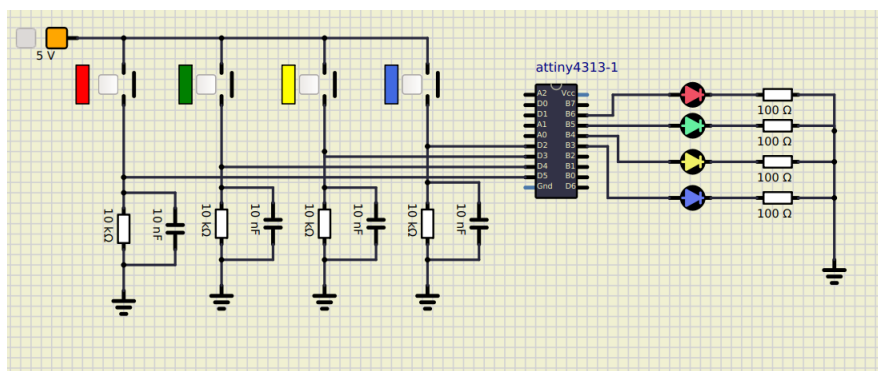 5 V
attiny4313-1
A2 Vcc
D0 B7
D1 B6
A1 B5
A0 B4
D2 B3
D3 B2
D4 B1
D5 B0
Gnd D6
100 Ω
100 Ω
100 Ω
100 Ω
10 kΩ
10 nF
10 kΩ
10 nF
10 kΩ
10 nF
10 kΩ
10 nF